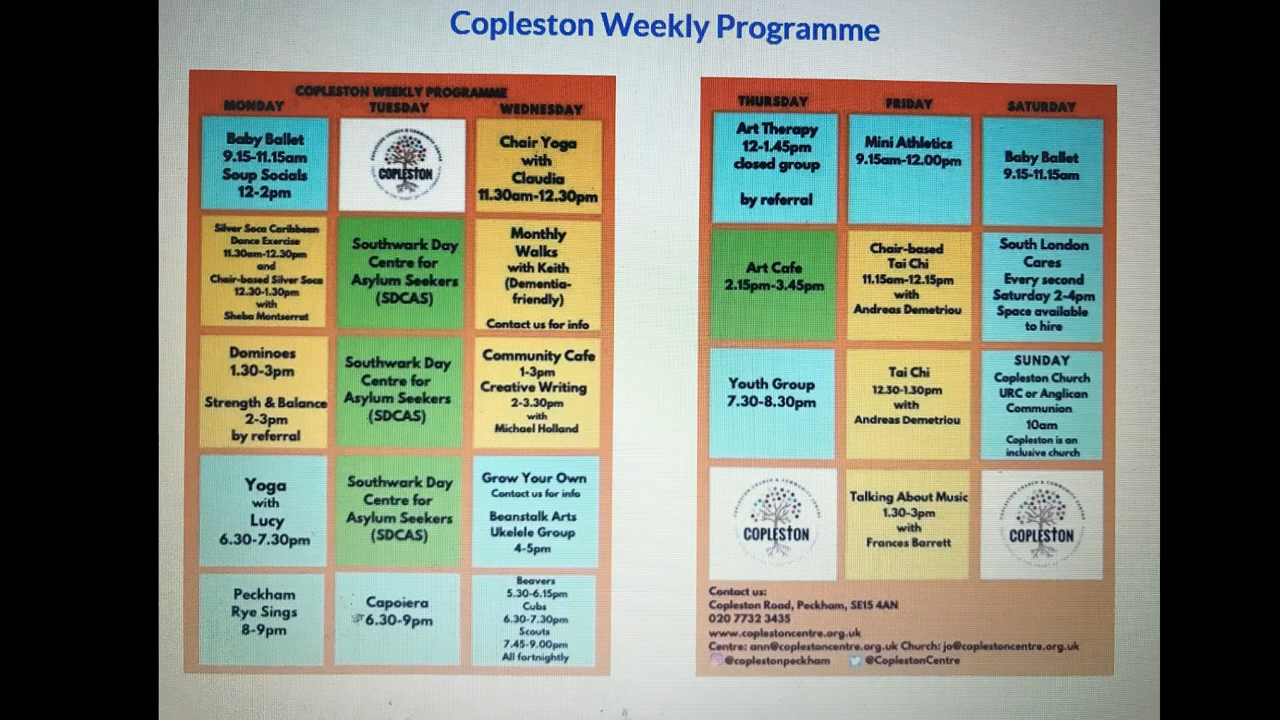 Copleston Weekly Programme
COPLESTON WEEKLY PROGRAMME
MONDAY
Baby Ballet
9.15-11.15am
Soup Socials
12-2pm
Silver Soca Caribbean
Dance Exercise
11.30am-12.30pm
and
Chair-based Silver Soca
12.30-1.30pm
with
Sheba Montserrat
Dominoes
1.30-3pm
Strength & Balance
2-3pm
by referral
Yoga
with
Lucy
6.30-7.30pm
Peckham
Rye Sings
8-9pm
TUESDAY
COPLESTON
Southwark Day
Centre for
Asylum Seekers
(SDCAS)
Southwark Day
Centre for
Asylum Seekers
(SDCAS)
Southwark Day
Centre for
Asylum Seekers
(SDCAS)
Capoiera
6.30-9pm
WEDNESDAY
Chair Yoga
with
Claudia
11.30am-12.30pm
Monthly
Walks
with Keith
(Dementia-
friendly)
Contact us for info
Community Cafe
1-3pm
Creative Writing
2-3.30pm
with
Michael Holland
Grow Your Own
Contact us for info
Beanstalk Arts
Ukelele Group
4-5pm
Beavers
5.30-6.15pm
Cubs
6.30-7.30pm
Scouts
7.45-9.00pm
All fortnightly
THURSDAY
Art Therapy
12-1.45pm
closed group
by referral
Art Cafe
2.15pm-3.45pm
Youth Group
7.30-8.30pm
COPLESTON
FRIDAY
Mini Athletics
9.15am-12.00pm
Chair-based
Tai Chi
11.15am-12.15pm
with
Andreas Demetriou
Tai Chi
12.30-1.30pm
with
Andreas Demetriou
Talking About Music
1.30-3pm
with
Frances Barrett
SATURDAY
Baby Ballet
9.15-11.15am
South London
Cares
Every second
Saturday 2-4pm
Space available
to hire
SUNDAY
Copleston Church
URC or Anglican
Communion
10am
Copleston is an
inclusive church
COPLESTON
Contact us:
Copleston Road, Peckham, SE15 4AN
020 7732 3435
www.coplestoncentre.org.uk
Centre: ann@coplestoncentre.org.uk Church: jo@coplestoncentre.org.uk
@coplestonpeckham @CoplestonCentre